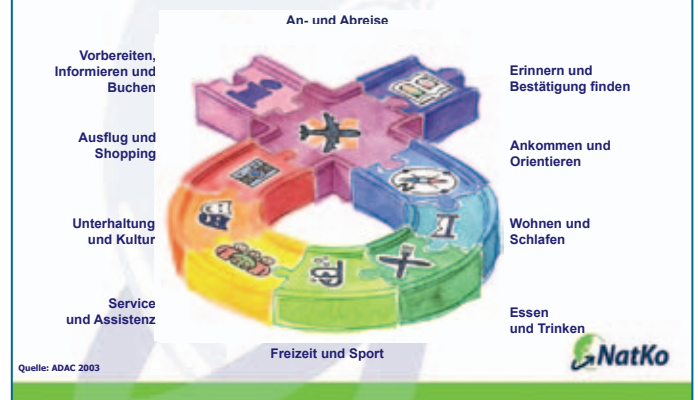 An- und Abreise
Vorbereiten,
Informieren und
Buchen
Erinnern und
Bestätigung finden
Ausflug und
Shopping
Ankommen und
Orientieren
Unterhaltung
und Kultur
Wohnen und
Schlafen
Service
und Assistenz
Essen
und Trinken
Freizeit und Sport
NatKo
Quelle: ADAC 2003